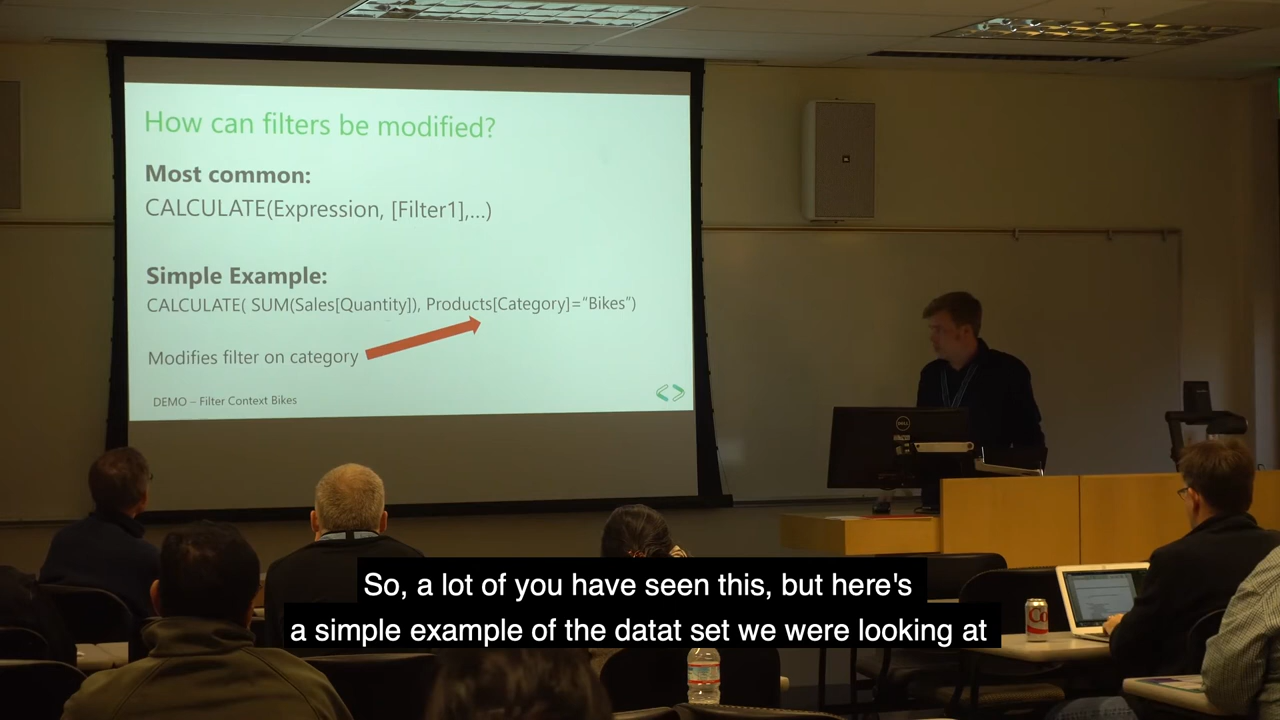 How can filters be modified?
Most common:
CALCULATE(Expression, [Filter1],...)
Simple Example:
CALCULATE( SUM(Sales[Quantity]), Products[Category]="Bikes")
Modifies filter on category
DEMO – Filter Context Bikes
DELL
So, a lot of you have seen this, but here's
a simple example of the datat set we were looking at